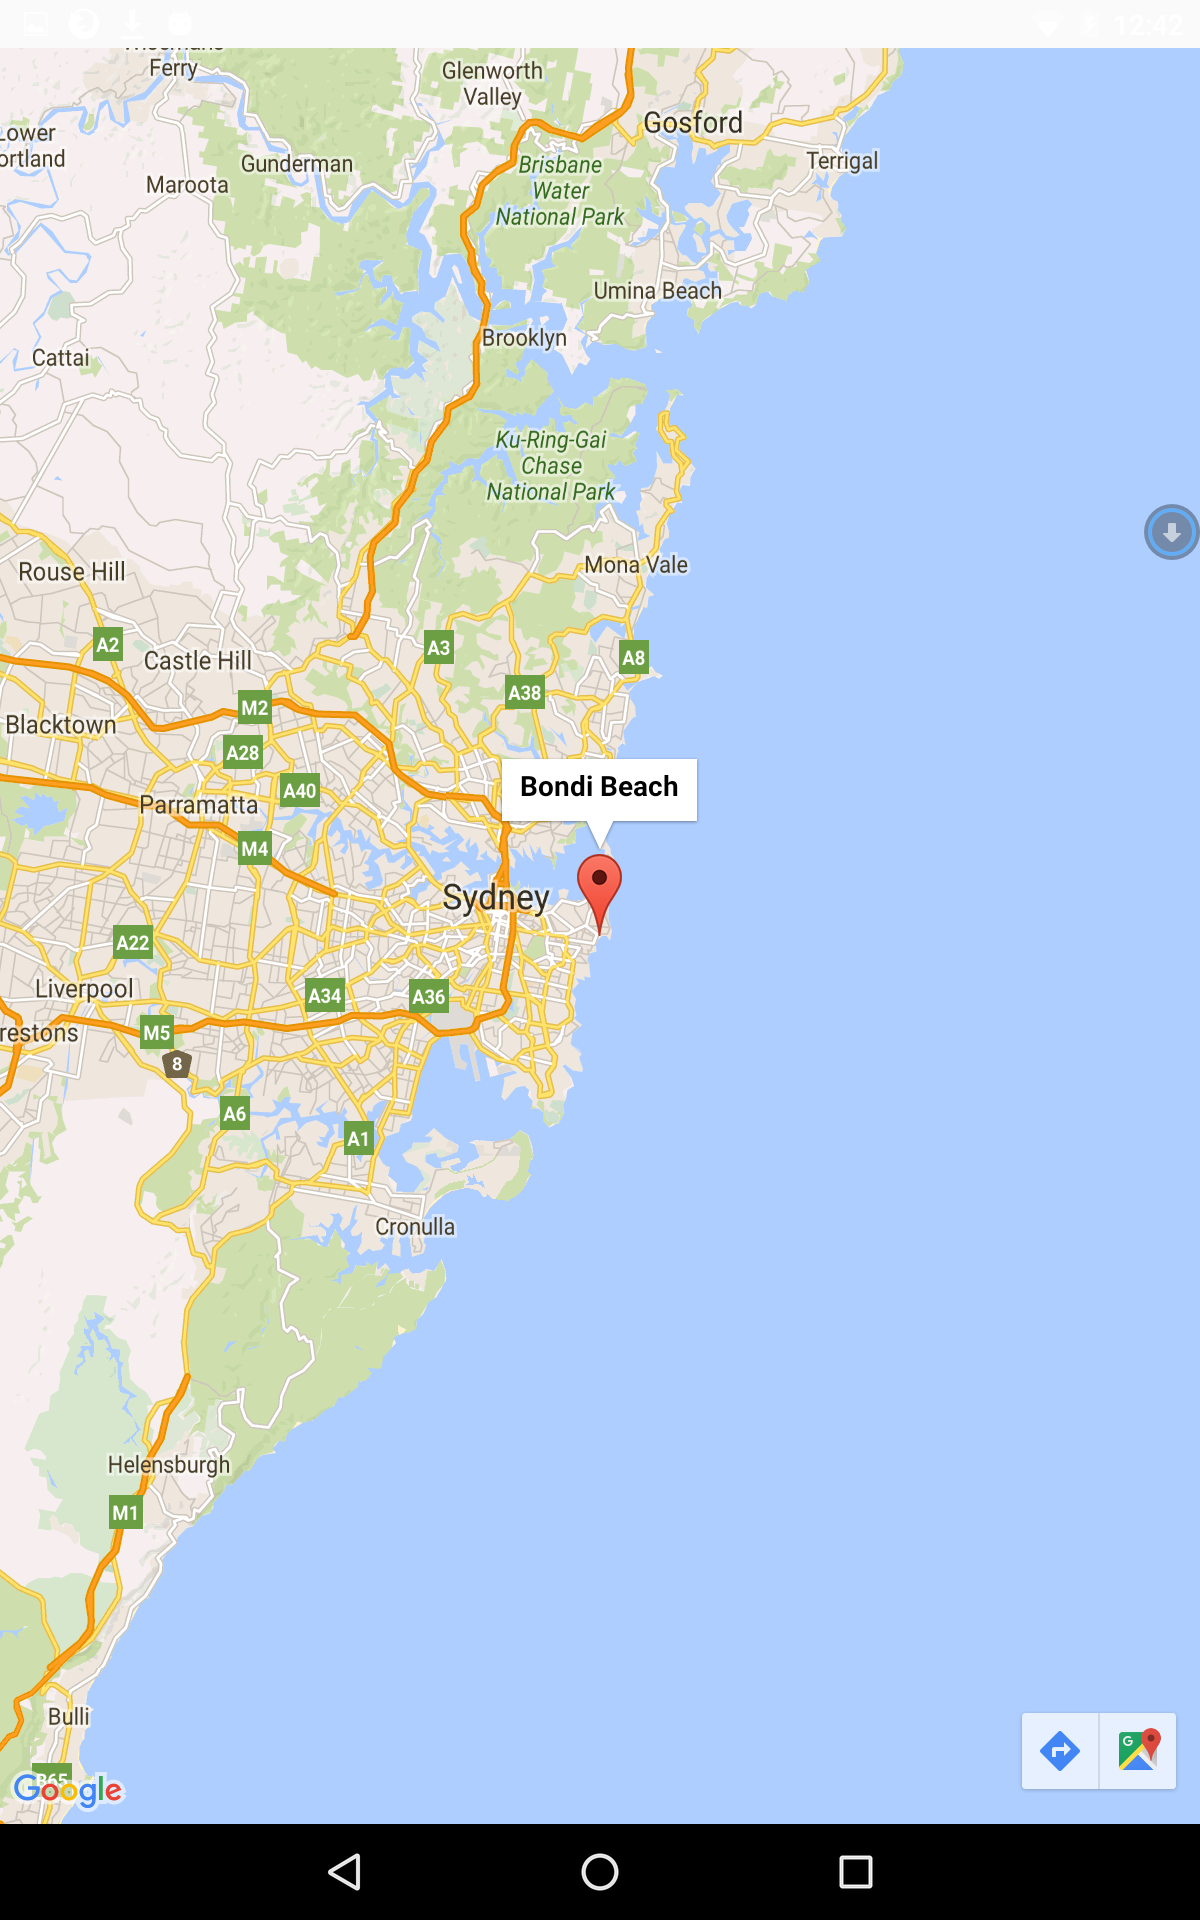 12:42
Ferry
Glenworth
Valley
Gosford
Lower
ortland
Gunderman
Maroota
Terrigal
Brisbane
Water
National Park
Umina Beach
Brooklyn
Cattai
Ku-Ring-Gai
Chase
National Park
Mona Vale
Rouse Hill
A2
A3
A8
Castle Hill
A38
M2
Blacktown
A28
Bondi Beach
A40
Parramatta
M4
Sydney
A22
Liverpool
A34
A36
restons
M5
8
A6
A1
Cronulla
Helensburgh
M1
Bulli
G
Google